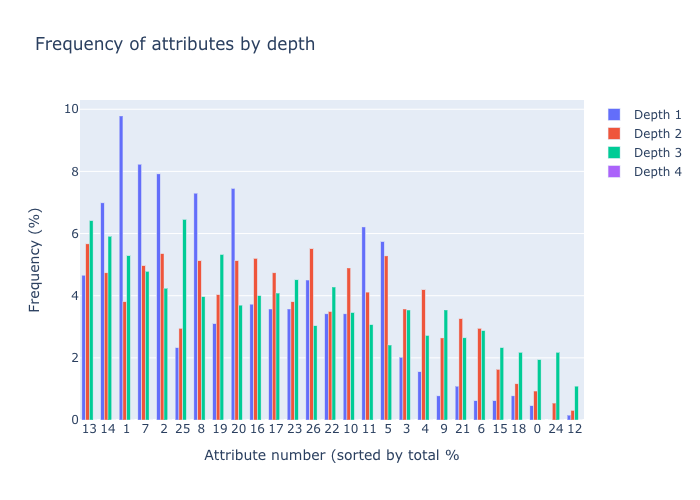 Frequency of attributes by depth
10
8
6
4
2
0
Frequency (%)
13 14 1 7 2 25 8 19 20 16 17 23 26 22 10 11 5 3 4 9 21 6 15 18 0 24 12
Attribute number (sorted by total %
Depth 1
Depth 2
Depth 3
Depth 4